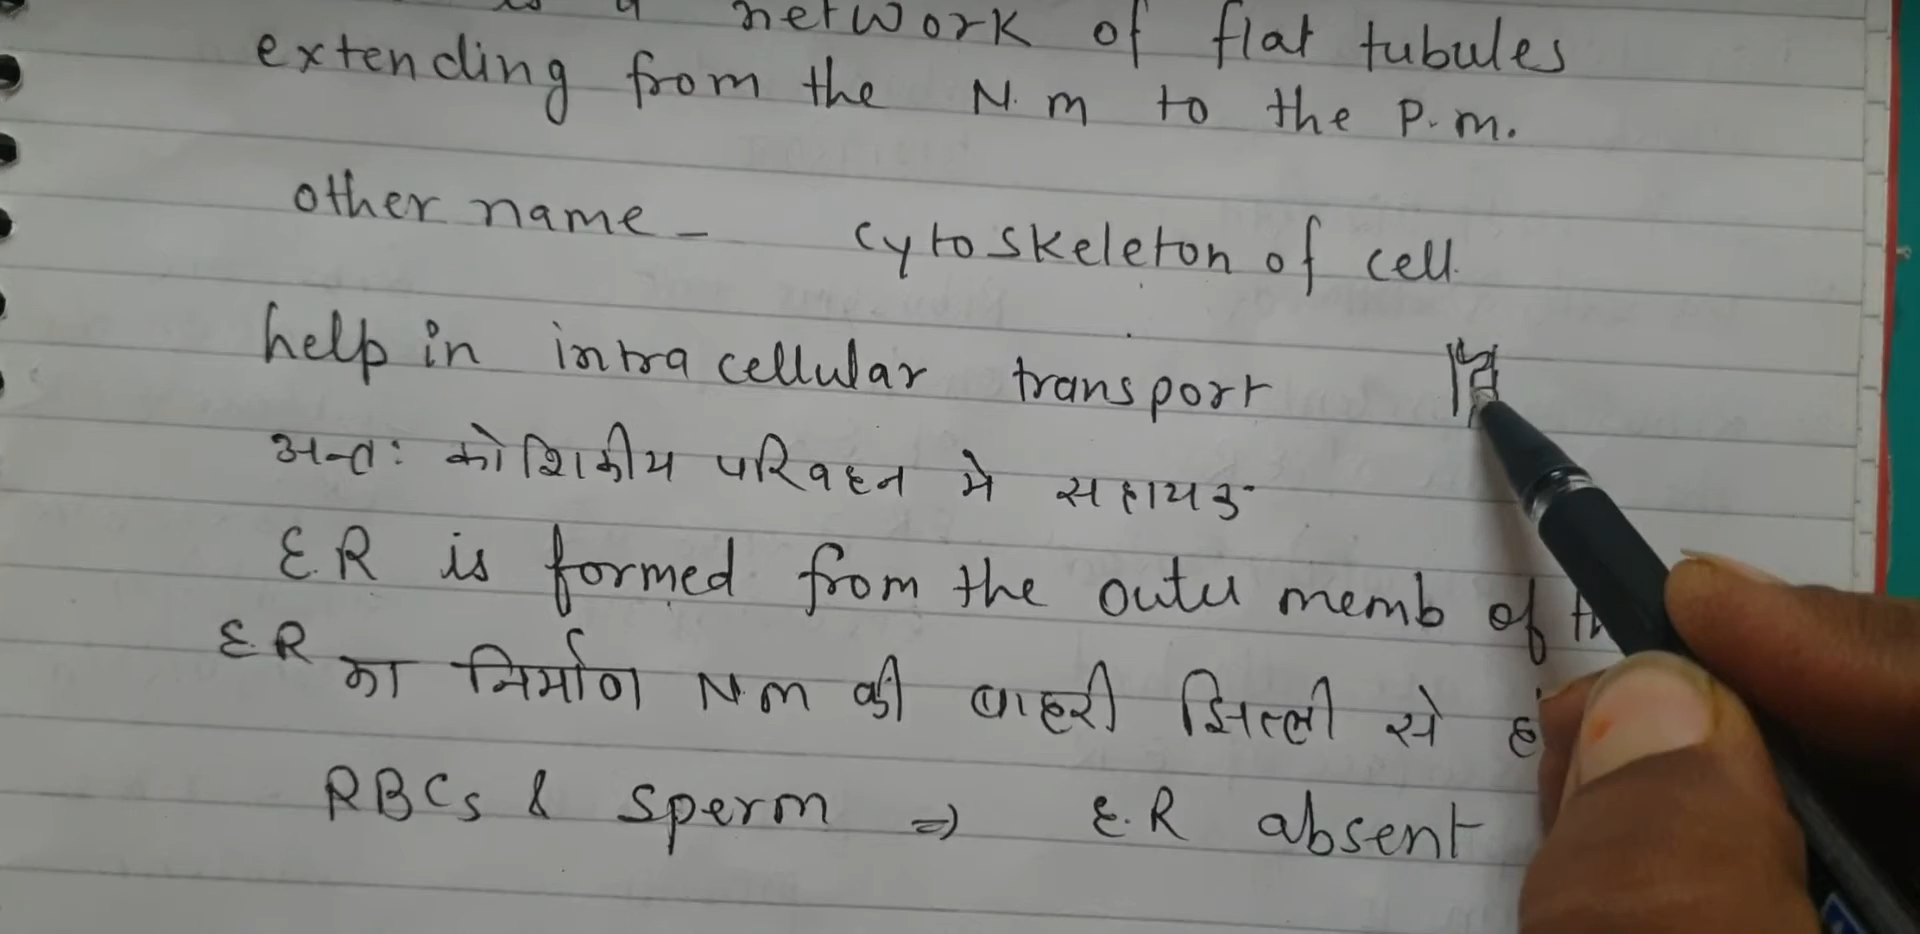 a network of flat tubules
extending from the N.m to the P.m.
other name - cytoskeleton of cell.
help in intra cellular transport
अन्तः कोशिकीय परिवहन मे सहायक
E.R is formed from the outer memb of
ER का निर्माण N.m की बाहरी झिल्ली से
RBCs & sperm ⇒ E.R absent